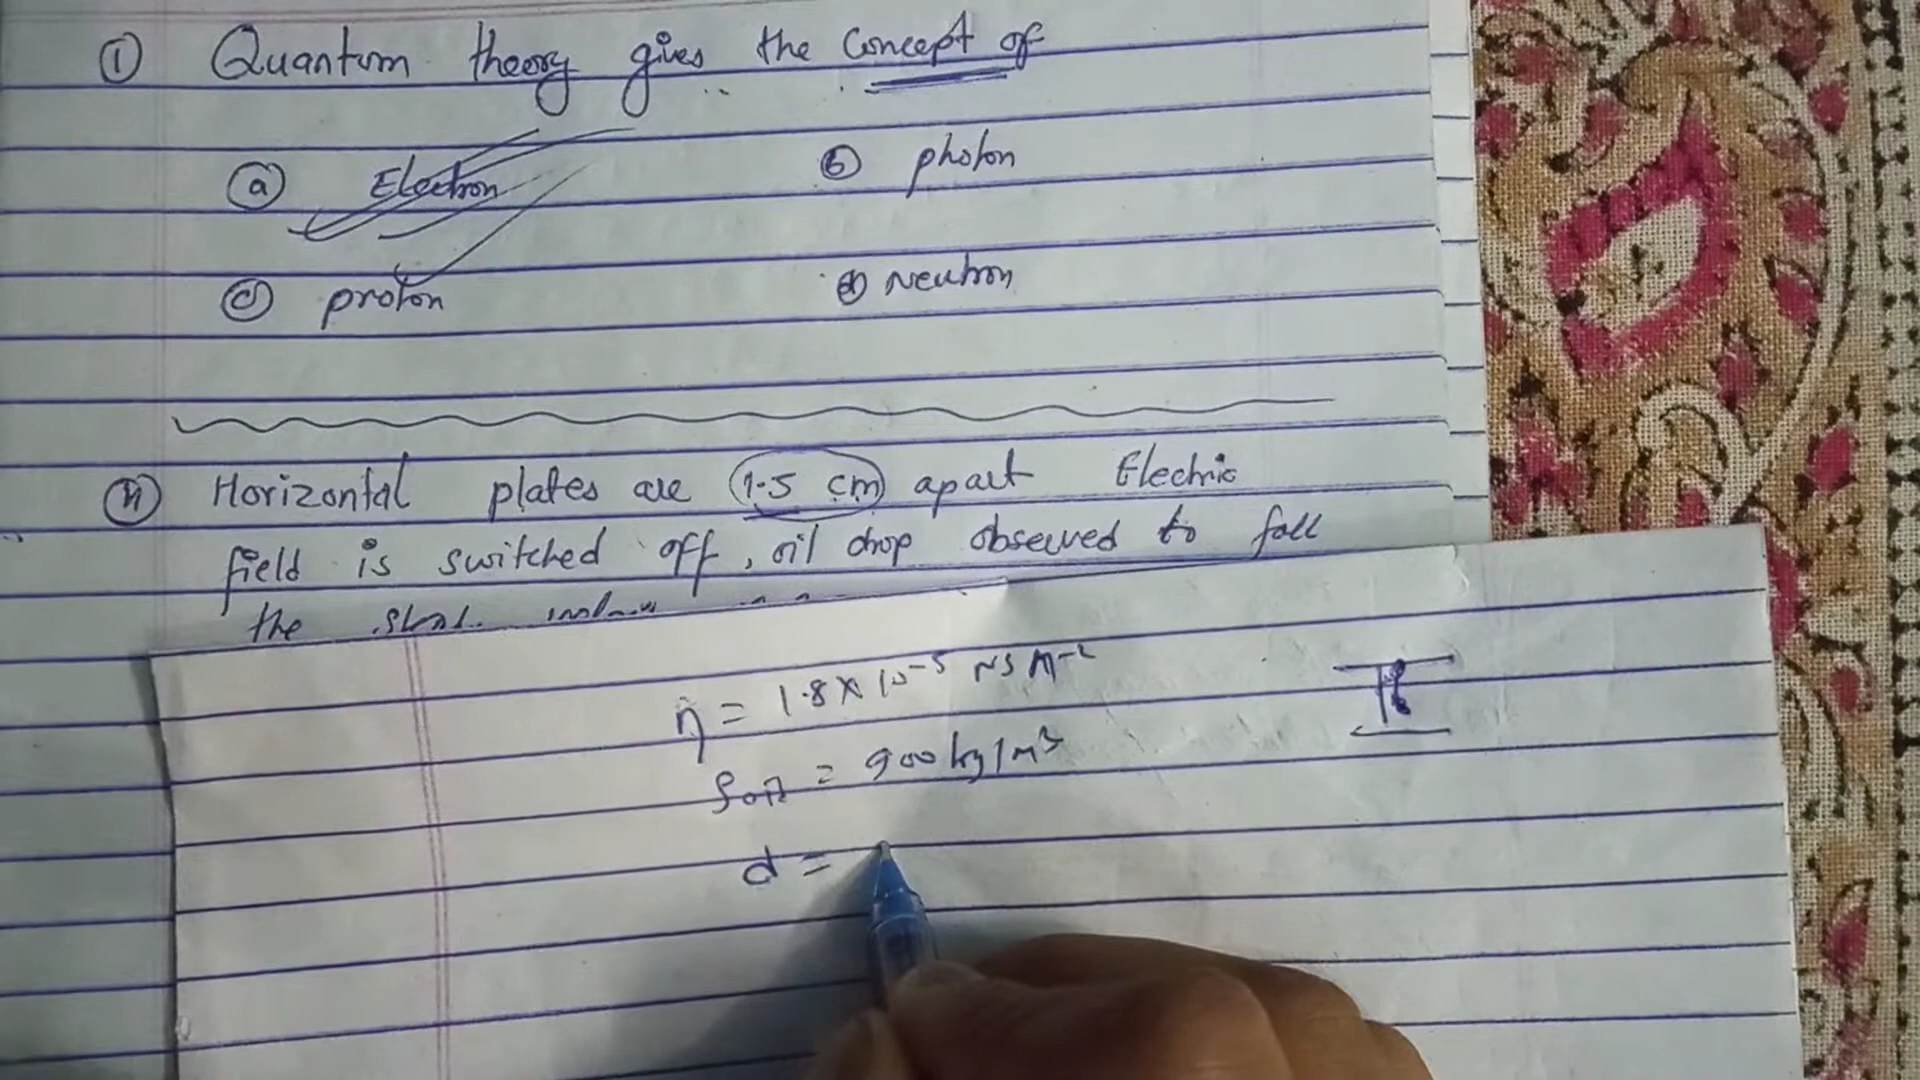 ① Quantum theory gives the concept of
ⓐ Electron ⓑ photon
ⓒ proton ⓓ Neutron
Horizontal plates are 1.5 cm apart Electric
field is switched off, oil drop observed to fall
the
η = 1.8 × 10⁻⁵ NS M⁻²
ρoil = 900 kg/m³
d =